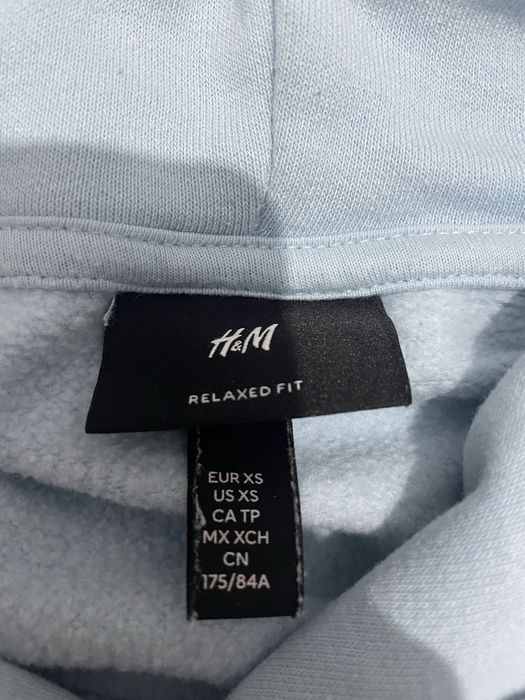 H&M
RELAXED FIT
EUR XS
US XS
CA TP
MX XCH
CN
175/84A